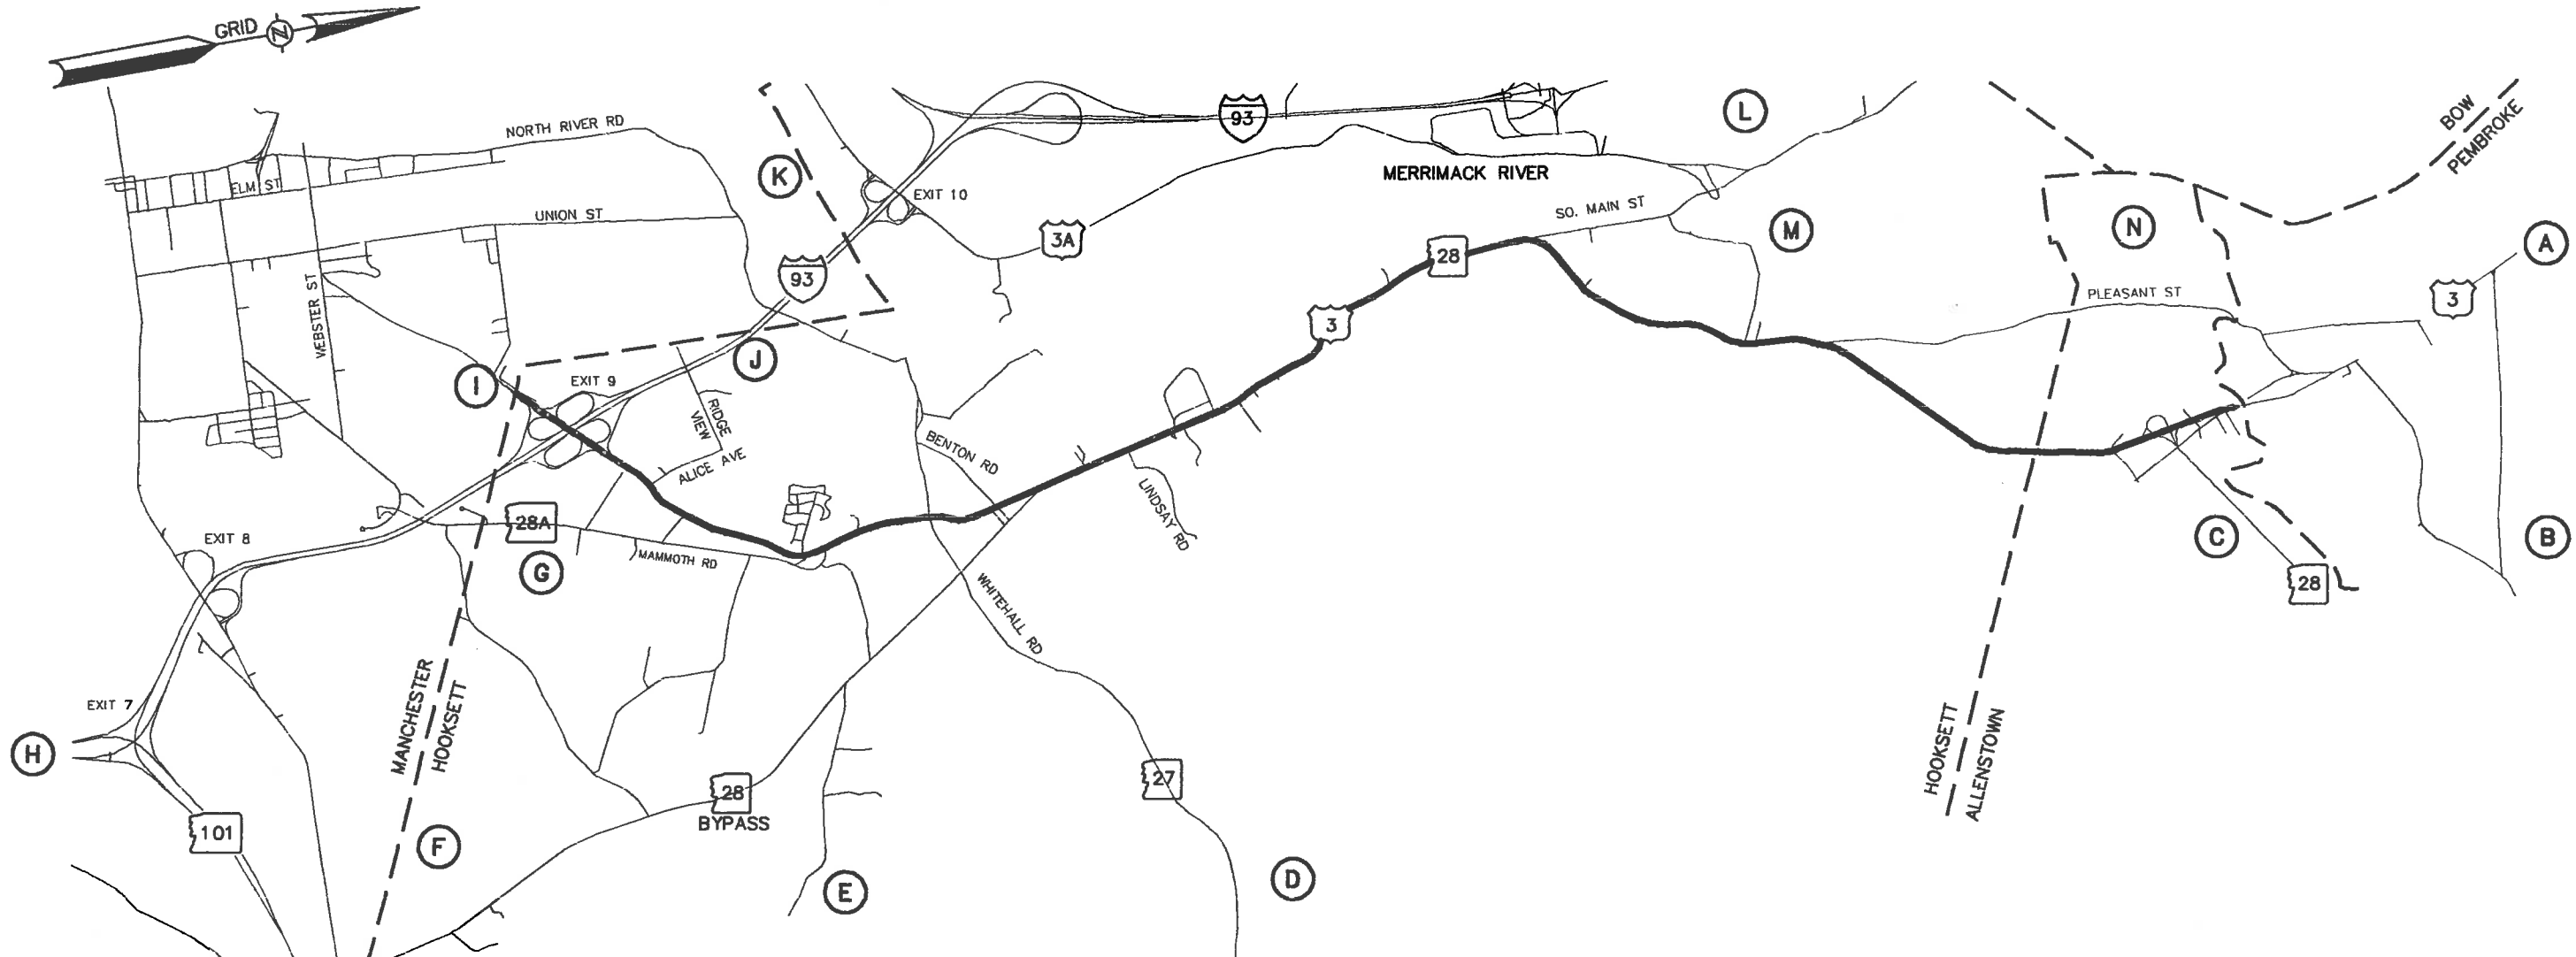 GRID N
NORTH RIVER RD
ELM ST
UNION ST
WEBSTER ST
K
93
EXIT 10
3A
93
MERRIMACK RIVER
L
BOW
PEMBROKE
SO. MAIN ST
28
M
N
A
3
PLEASANT ST
3
I
EXIT 9
J
RIDGE
VIEW
ALICE AVE
BENTON RD
LINDSAY RD
28A
G
MAMMOTH RD
EXIT 8
WHITEHALL RD
C
28
B
EXIT 7
H
MANCHESTER
HOOKSETT
101
F
28
BYPASS
E
27
D
HOOKSETT
ALLENSTOWN